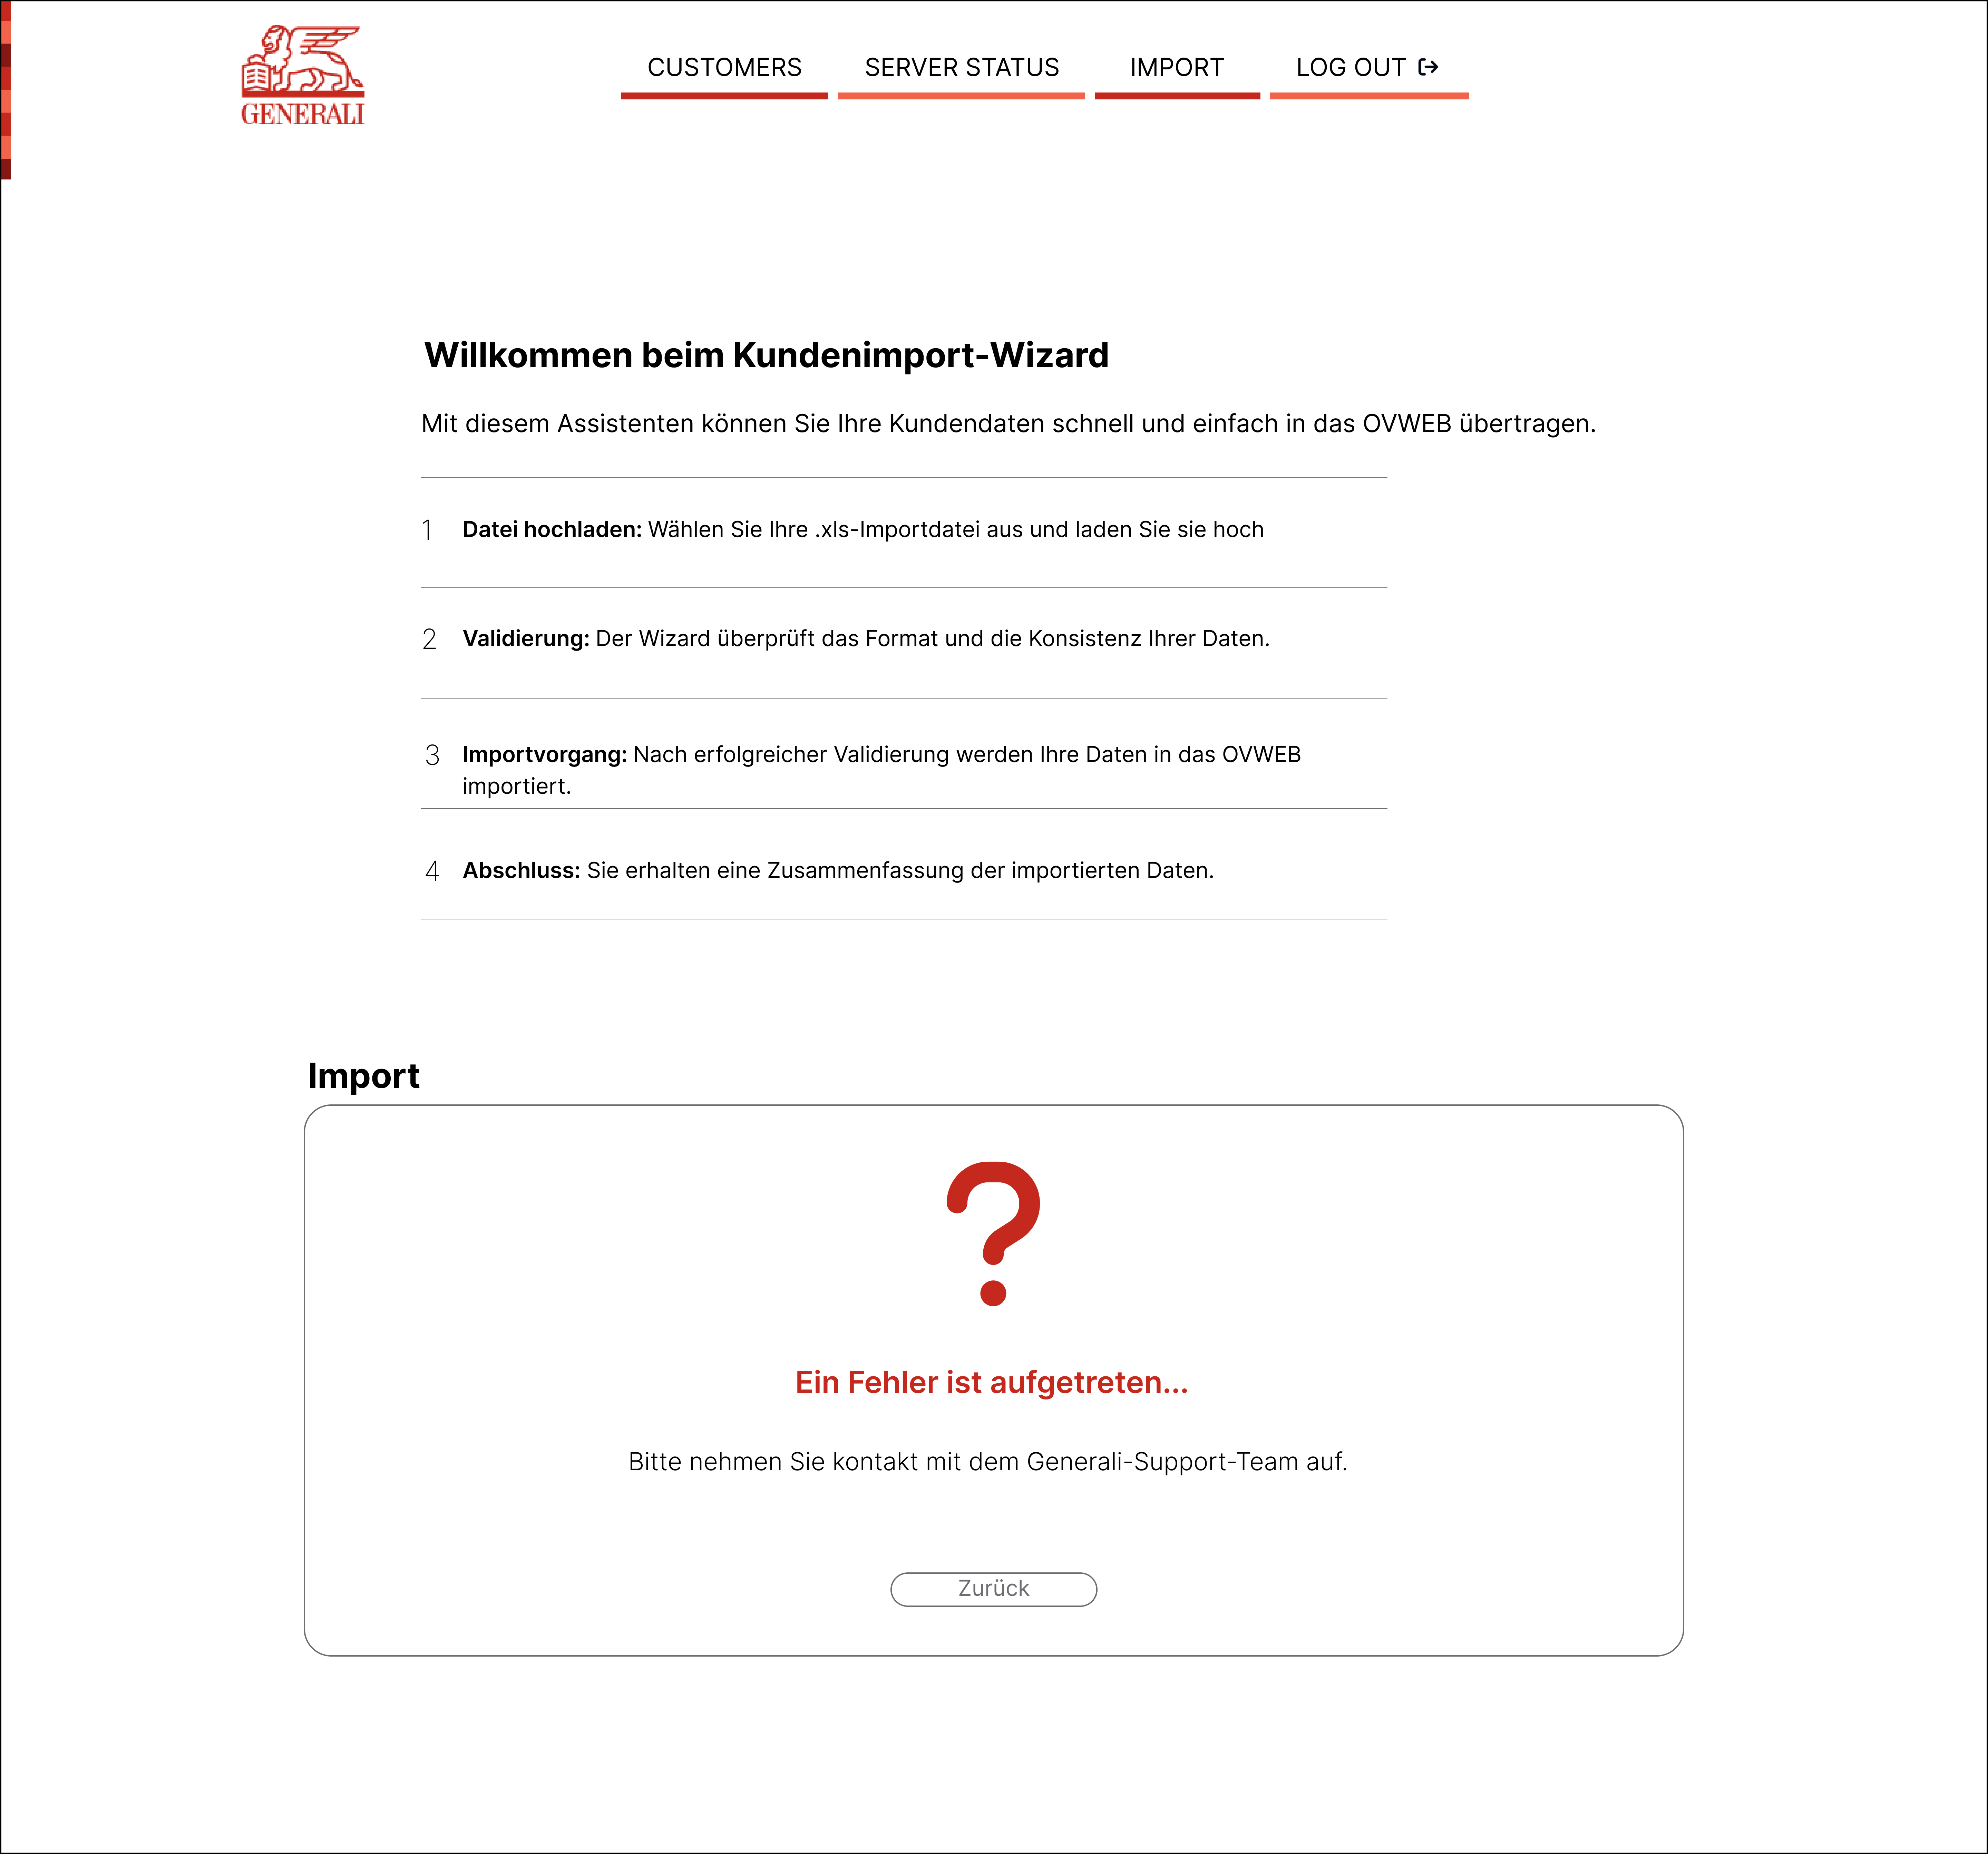 GENERALI
CUSTOMERS
SERVER STATUS
IMPORT
LOG OUT
Willkommen beim Kundenimport-Wizard
Mit diesem Assistenten können Sie Ihre Kundendaten schnell und einfach in das OVWEB übertragen.
1 Datei hochladen: Wählen Sie Ihre .xls-Importdatei aus und laden Sie sie hoch
2 Validierung: Der Wizard überprüft das Format und die Konsistenz Ihrer Daten.
3 Importvorgang: Nach erfolgreicher Validierung werden Ihre Daten in das OVWEB
importiert.
4 Abschluss: Sie erhalten eine Zusammenfassung der importierten Daten.
Import
?
Ein Fehler ist aufgetreten...
Bitte nehmen Sie kontakt mit dem Generali-Support-Team auf.
Zurück